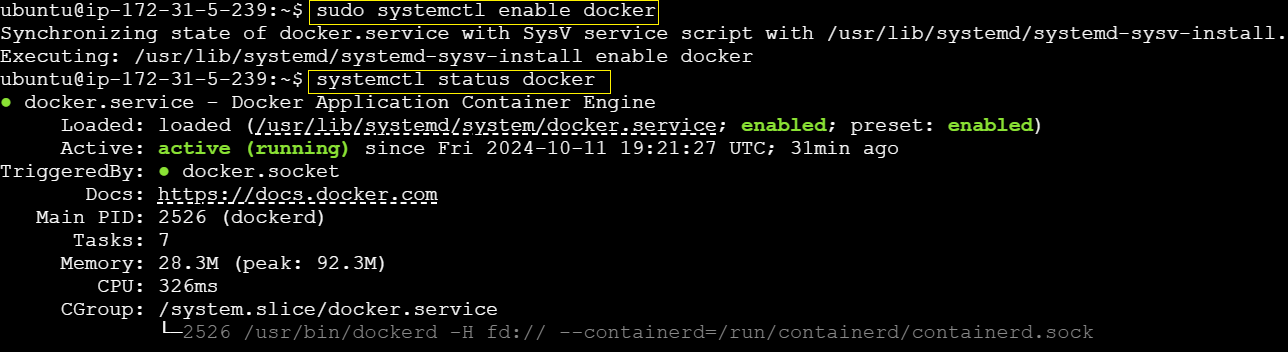 ubuntu@ip-172-31-5-239:~$ sudo systemctl enable docker
Synchronizing state of docker.service with SysV service script with /usr/lib/systemd/systemd-sysv-install.
Executing: /usr/lib/systemd/systemd-sysv-install enable docker
ubuntu@ip-172-31-5-239:~$ systemctl status docker
● docker.service - Docker Application Container Engine
     Loaded: loaded (/usr/lib/systemd/system/docker.service; enabled; preset: enabled)
     Active: active (running) since Fri 2024-10-11 19:21:27 UTC; 31min ago
TriggeredBy: ● docker.socket
       Docs: https://docs.docker.com
   Main PID: 2526 (dockerd)
      Tasks: 7
     Memory: 28.3M (peak: 92.3M)
        CPU: 326ms
     CGroup: /system.slice/docker.service
             └─2526 /usr/bin/dockerd -H fd:// --containerd=/run/containerd/containerd.sock